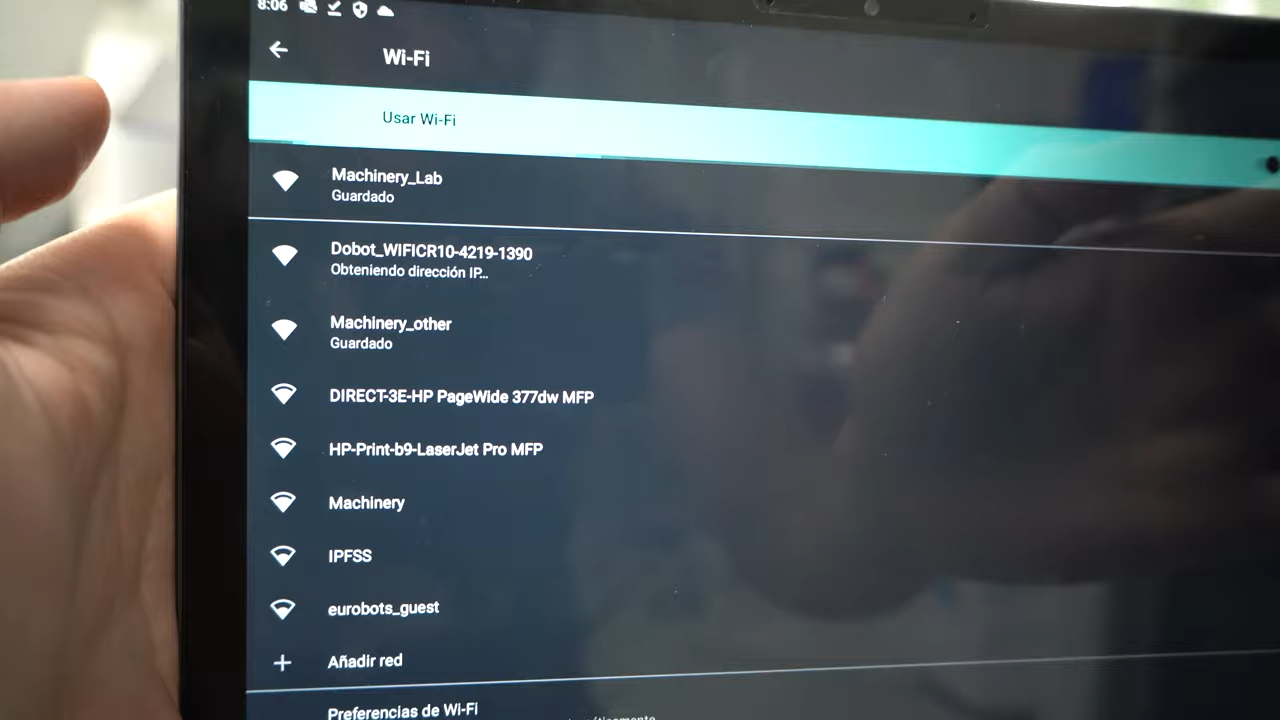 8:06
Wi-Fi
Usar Wi-Fi
Machinery_Lab
Guardado
Dobot_WIFICR10-4219-1390
Obteniendo dirección IP...
Machinery_other
Guardado
DIRECT-3E-HP PageWide 377dw MFP
HP-Print-b9-LaserJet Pro MFP
Machinery
IPFSS
eurobots_guest
Añadir red
Preferencias de Wi-Fi